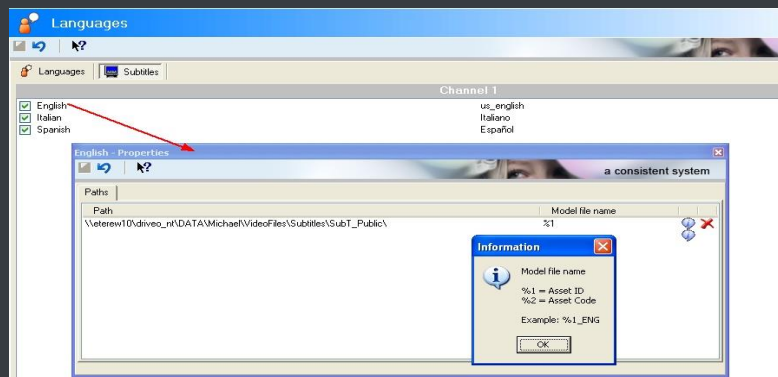 Languages
Languages Subtitles
Channel 1
English us_english
Italian Italiano
Spanish Español
English - Properties
a consistent system
Paths
Path Model file name
\\eterew10\driveo_nt\DATA\Michael\VideoFiles\Subtitles\SubT_Public\ %1
Information
Model file name
%1 = Asset ID
%2 = Asset Code
Example: %1_ENG
OK